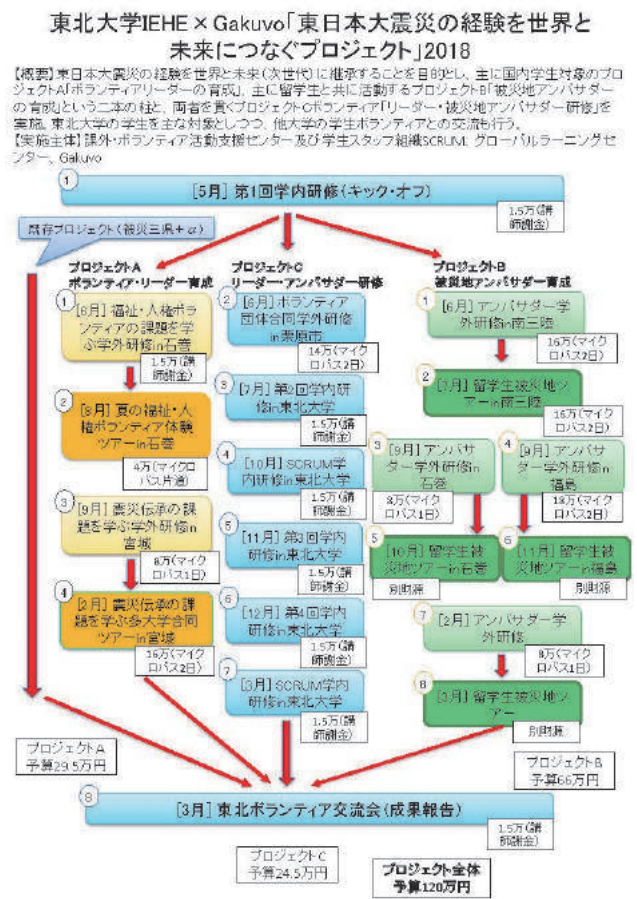 東北大学IEHE×Gakuvo「東日本大震災の経験を世界と
未来につなぐプロジェクト」2018
【概要】東日本大震災の経験を世界と未来(次世代)に継承することを目的とし、主に国内学生対象のプロ
ジェクトA「ボランティアリーダーの育成」、主に留学生と共に活動するプロジェクトB「被災地アンバサダー
の育成」という二本の柱と、両者を貫くプロジェクトCボランティア「リーダー・被災地アンバサダー研修」を
実施。東北大学の学生を主な対象としつつ、他大学の学生ボランティアとの交流も行う。
【実施主体】課外・ボランティア活動支援センター及び学生スタッフ組織SCRUM、グローバルラーニングセ
ンター、Gakuvo
①
[5月] 第1回学内研修(キック・オフ)
1.5万(講
師謝金)
既存プロジェクト(被災三県+α)
プロジェクトA
ボランティア・リーダー育成
①
[6月] 福祉・人権ボ
ランティアの課題を学
ぶ学外研修in石巻
1.5万(講
師謝金)
②
[8月] 夏の福祉・人
権ボランティア体験
ツアーin石巻
4万(マイクロ
バス片道)
③
[9月] 震災伝承の課
題を学ぶ学外研修in
宮城
8万(マイク
ロバス1日)
④
[2月] 震災伝承の課
題を学ぶ多大学合同
ツアーin宮城
16万(マイク
ロバス2日)
プロジェクトA
予算29.5万円
プロジェクトC
リーダー・アンバサダー研修
②
[6月] ボランティア
団体合同学外研修
in栗原市
14万(マイク
ロバス2日)
③
[7月] 第2回学内研
修in東北大学
1.5万(講
師謝金)
④
[10月] SCRUM学
内研修in東北大学
1.5万(講
師謝金)
⑤
[11月] 第3回学内
研修in東北大学
1.5万(講
師謝金)
⑥
[12月] 第4回学内
研修in東北大学
1.5万(講
師謝金)
⑦
[3月] SCRUM学内
研修in東北大学
1.5万(講
師謝金)
プロジェクトB
被災地アンバサダー育成
①
[6月] アンバサダー学
外研修in南三陸
16万(マイク
ロバス2日)
②
[7月] 留学生被災地ツ
アーin南三陸
16万(マイク
ロバス2日)
③
[9月] アンバサ
ダー学外研修in
石巻
8万(マイク
ロバス1日)
④
[9月] アンバサ
ダー学外研修in
福島
18万(マイク
ロバス2日)
⑤
[10月] 留学生被
災地ツアーin石巻
別財源
⑥
[11月] 留学生被
災地ツアーin福島
別財源
⑦
[2月] アンバサダー学
外研修
8万(マイク
ロバス1日)
⑧
[3月] 留学生被災地ツ
アー
別財源
プロジェクトB
予算66万円
⑧
[3月] 東北ボランティア交流会(成果報告)
1.5万(講
師謝金)
プロジェクトC
予算24.5万円
プロジェクト全体
予算120万円